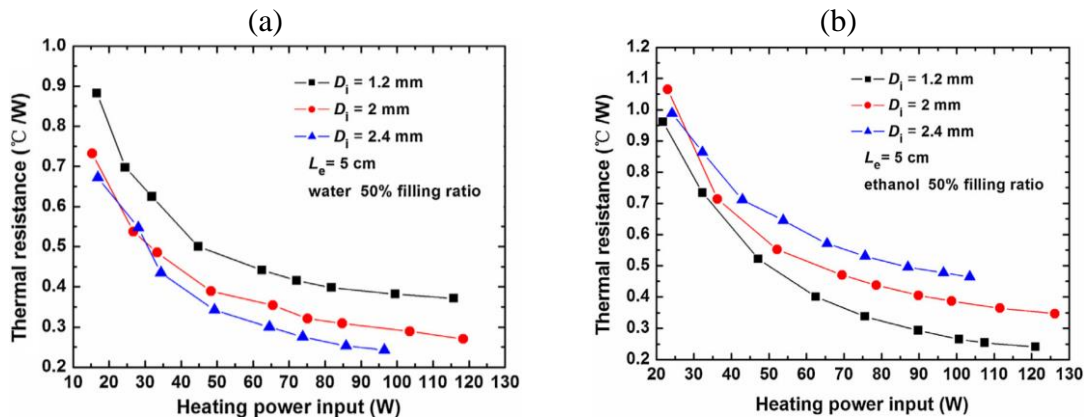 (a)
1.0
0.9
0.8
0.7
0.6
0.5
0.4
0.3
0.2
10 20 30 40 50 60 70 80 90 100 110 120 130
Thermal resistance (℃ /W)
Heating power input (W)
Di = 1.2 mm
Di = 2 mm
Di = 2.4 mm
Le = 5 cm
water 50% filling ratio
(b)
1.2
1.1
1.0
0.9
0.8
0.7
0.6
0.5
0.4
0.3
0.2
20 30 40 50 60 70 80 90 100 110 120 130
Thermal resistance (℃ /W)
Heating power input (W)
Di = 1.2 mm
Di = 2 mm
Di = 2.4 mm
Le = 5 cm
ethanol 50% filling ratio